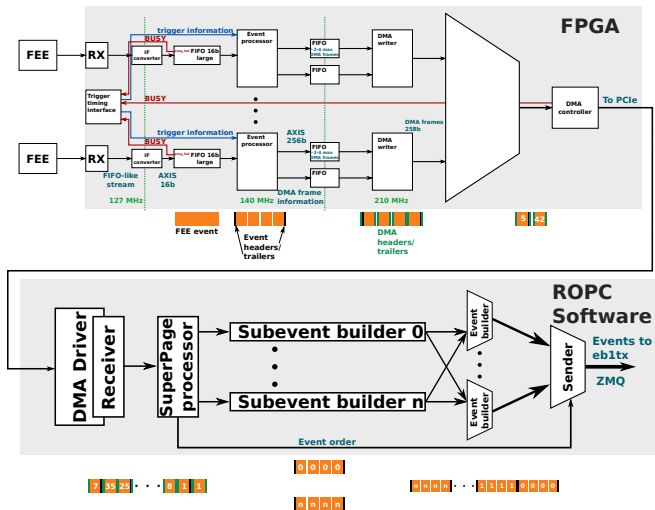 FPGA
trigger information
BUSY
FEE
RX
IF
converter
FIFO 16b
large
Event
processor
FIFO
~2-4 max
DMA frames
FIFO
DMA
writer
Trigger
timing
interface
BUSY
To PCIe
DMA
controller
trigger information
BUSY
DMA frames
258b
FEE
RX
IF
converter
FIFO 16b
large
Event
processor
AXIS
256b
FIFO
~2-4 max
DMA frames
FIFO
DMA
writer
FIFO-like
stream
AXIS
16b
DMA frame
information
127 MHz
140 MHz
210 MHz
5
42
FEE event
Event
headers/
trailers
DMA
headers/
trailers
ROPC
Software
DMA Driver
Receiver
SuperPage
processor
Subevent builder 0
Subevent builder n
Event
builder
Event
builder
Sender
Events to
eb1tx
ZMQ
Event order
7 35 25 · · · 8 1 1
0 0 0 0
n n n n
n n n n · · · 1 1 1 1 0 0 0 0